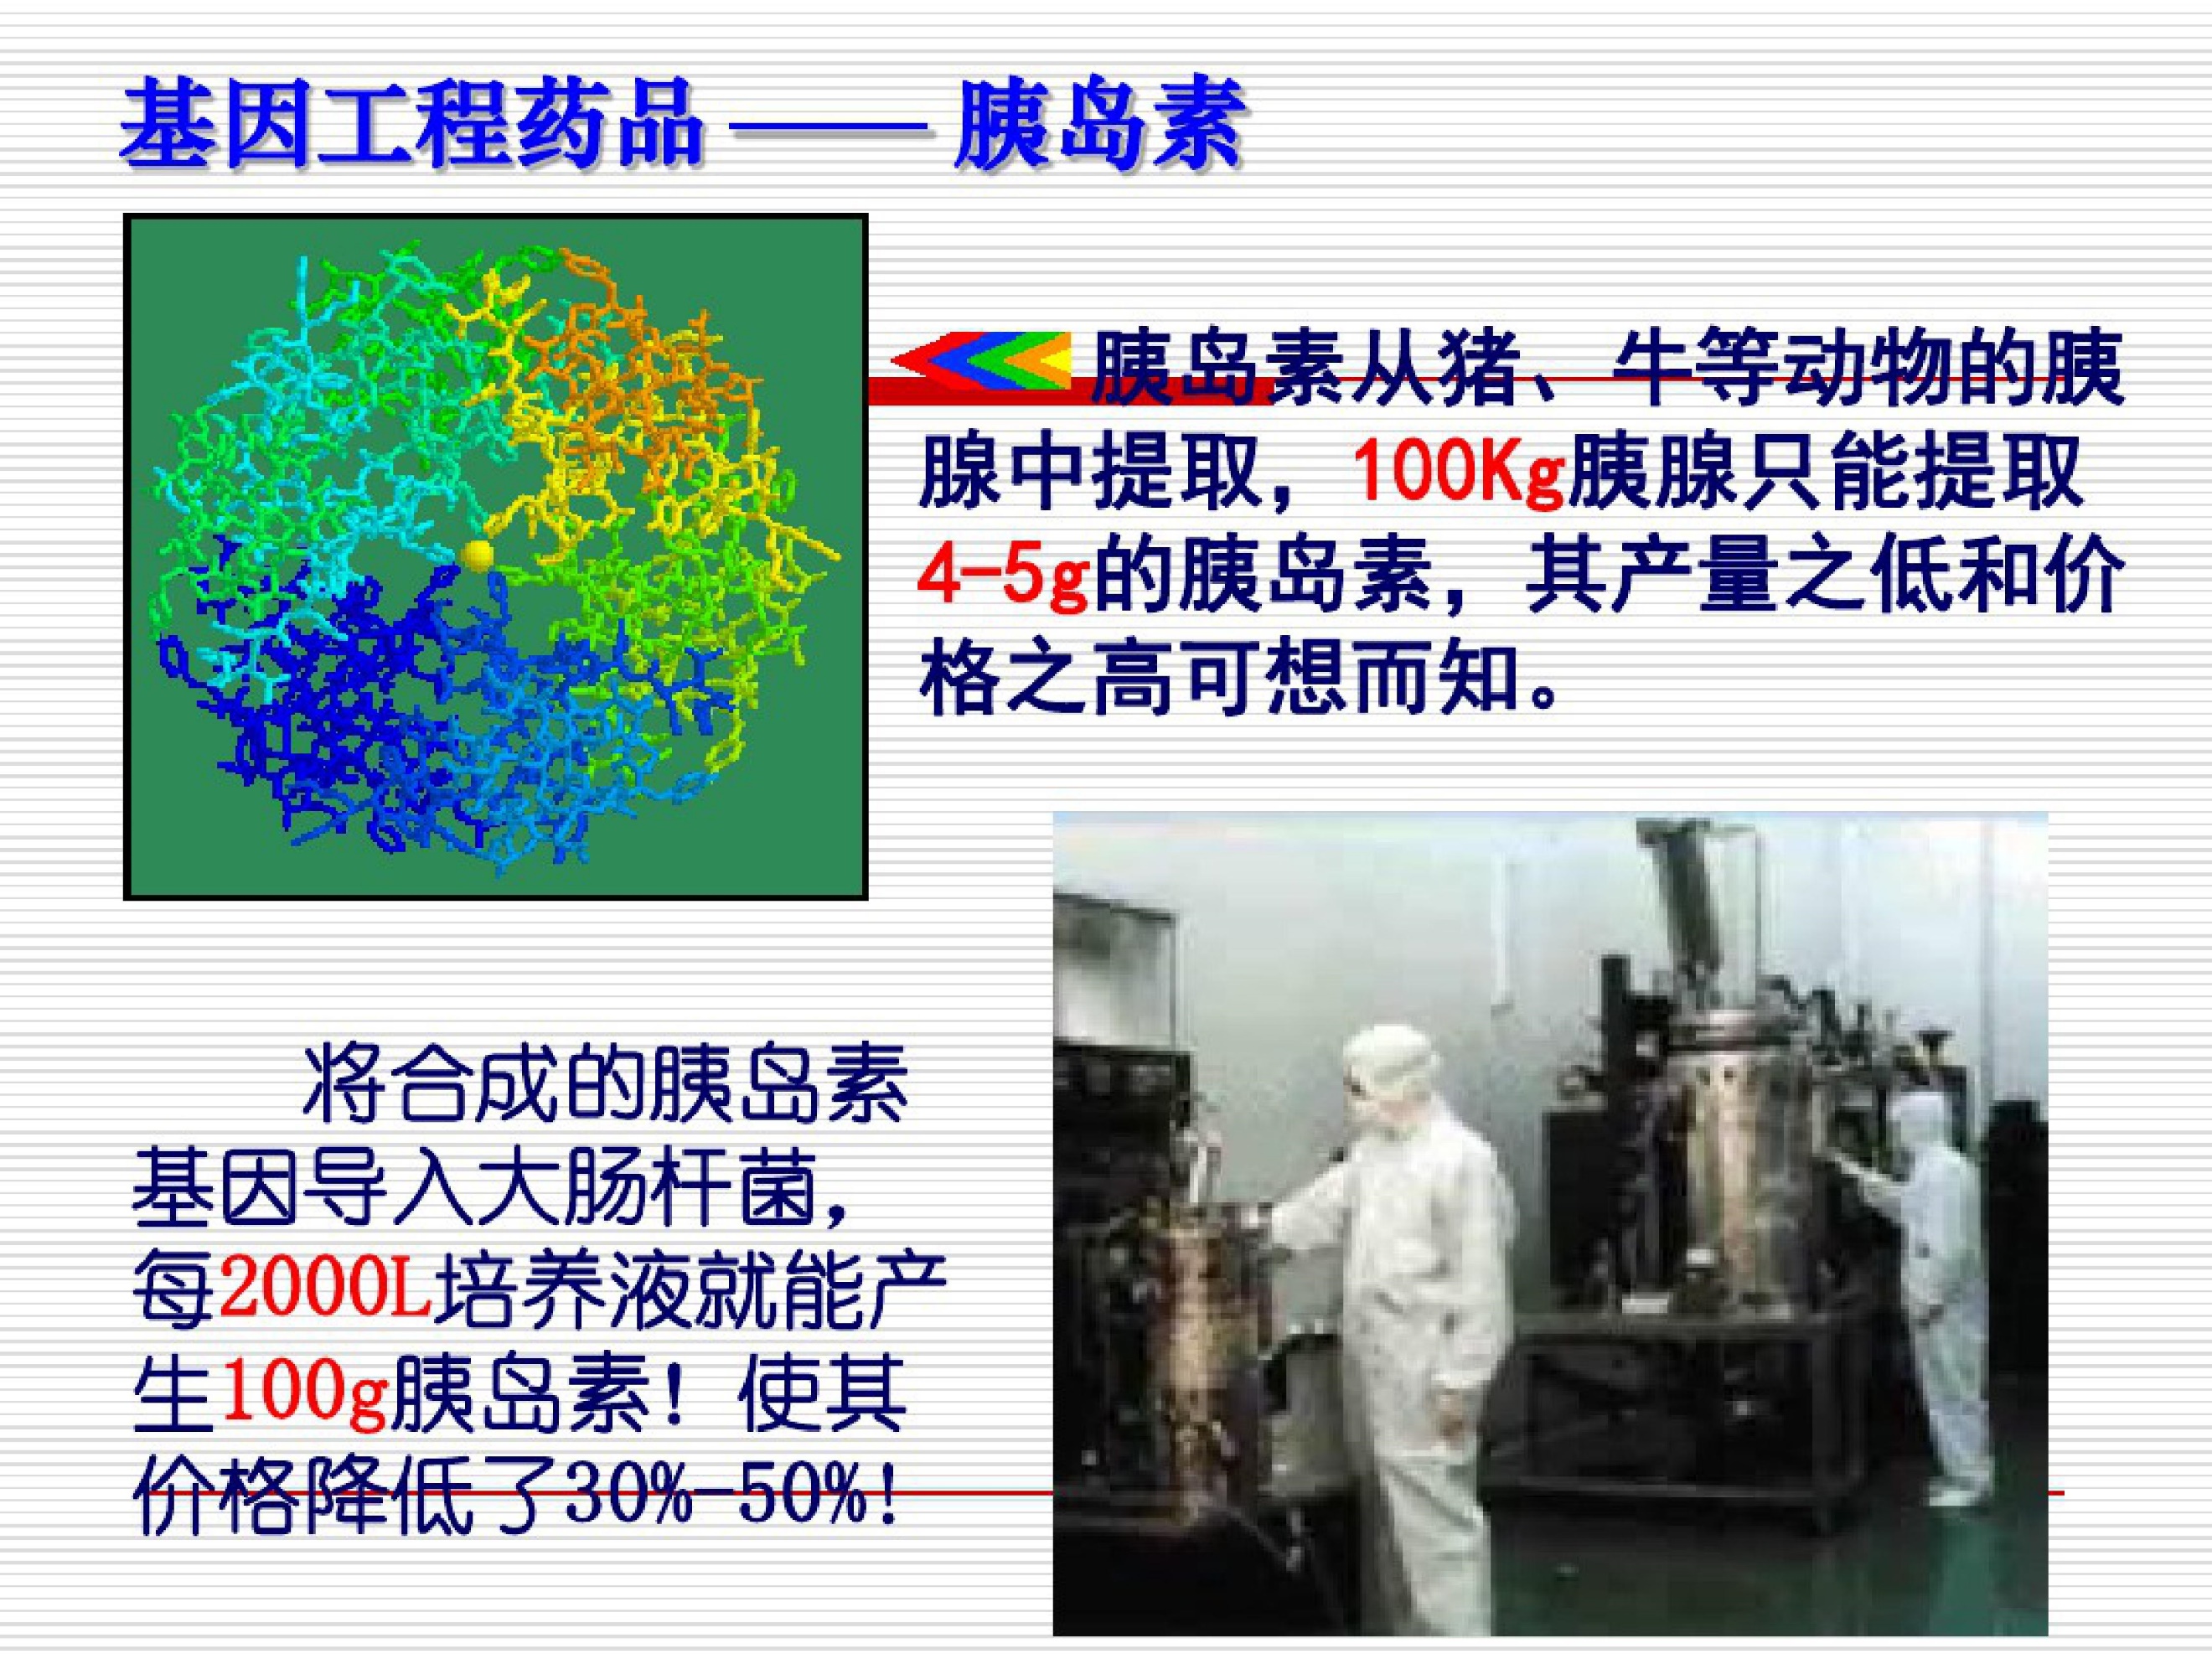 基因工程药品——胰岛素
胰岛素从猪、牛等动物的胰
腺中提取，100Kg胰腺只能提取
4-5g的胰岛素，其产量之低和价
格之高可想而知。
将合成的胰岛素
基因导入大肠杆菌，
每2000L培养液就能产
生100g胰岛素！使其
价格降低了30%-50%!